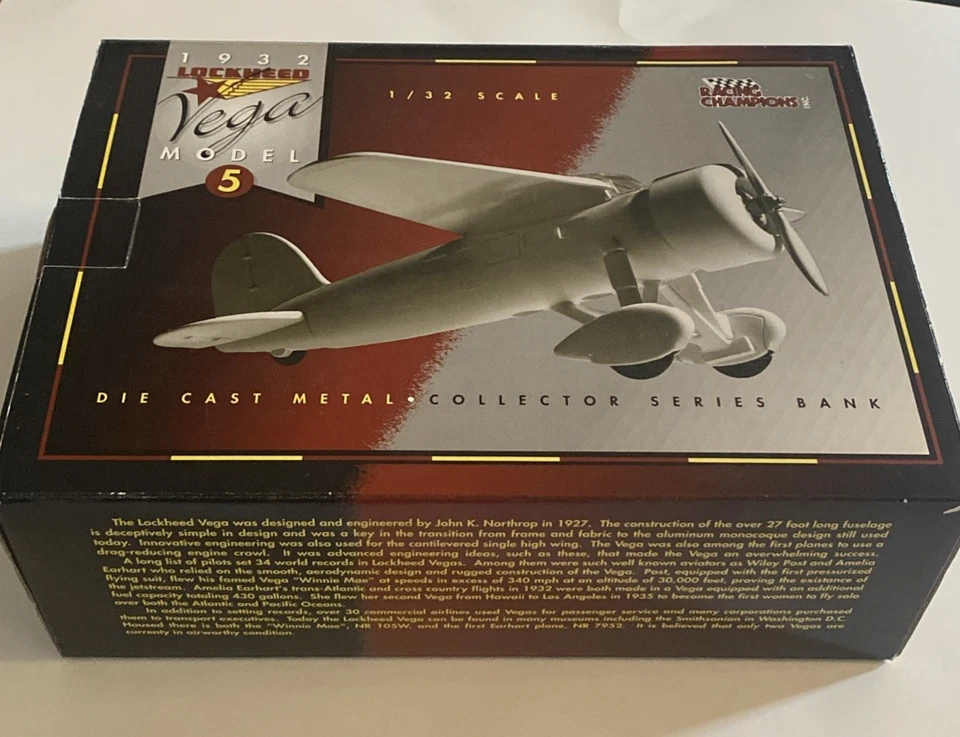 1932
LOCKHEED
Vega
MODEL
5
1/32 SCALE
RACING
CHAMPIONS INC.
DIE CAST METAL • COLLECTOR SERIES BANK
The Lockheed Vega was designed and engineered by John K. Northrop in 1927. The construction of the over 27 foot long fuselage
is deceptively simple in design and was a key in the transition from frame and fabric to the aluminum monocoque design still used
today. Innovative engineering was also used for the cantilevered single high wing. The Vega was also among the first planes to use a
drag-reducing engine crawl. It was advanced engineering ideas, such as these, that made the Vega an overwhelming success.
A long list of pilots set 34 world records in Lockheed Vegas. Among them were such well known aviators as Wiley Post and Amelia
Earhart who relied on the smooth, aerodynamic design and rugged construction of the Vega. Post, equipped with the first pressurized
flying suit, flew his famed Vega "Winnie Mae" at speeds in excess of 340 mph at an altitude of 30,000 feet, proving the existance of
the jetstream. Amelia Earhart's trans-Atlantic and cross country flights in 1932 were both made in a Vega equipped with an additional
fuel capacity totaling 430 gallons. She flew her second Vega from Hawaii to Los Angeles in 1935 to become the first women to fly solo
over both the Atlantic and Pacific Oceans.
In addition to setting records, over 30 commercial airlines used Vegas for passenger service and many corporations purchased
them to transport executives. Today the Lockheed Vega can be found in many museums including the Smithsonian in Washington D.C.
Housed there is both the "Winnie Mae", NR 105W, and the first Earhart plane, NR 7952. It is believed that only two Vegas are
currently in airworthy condition.